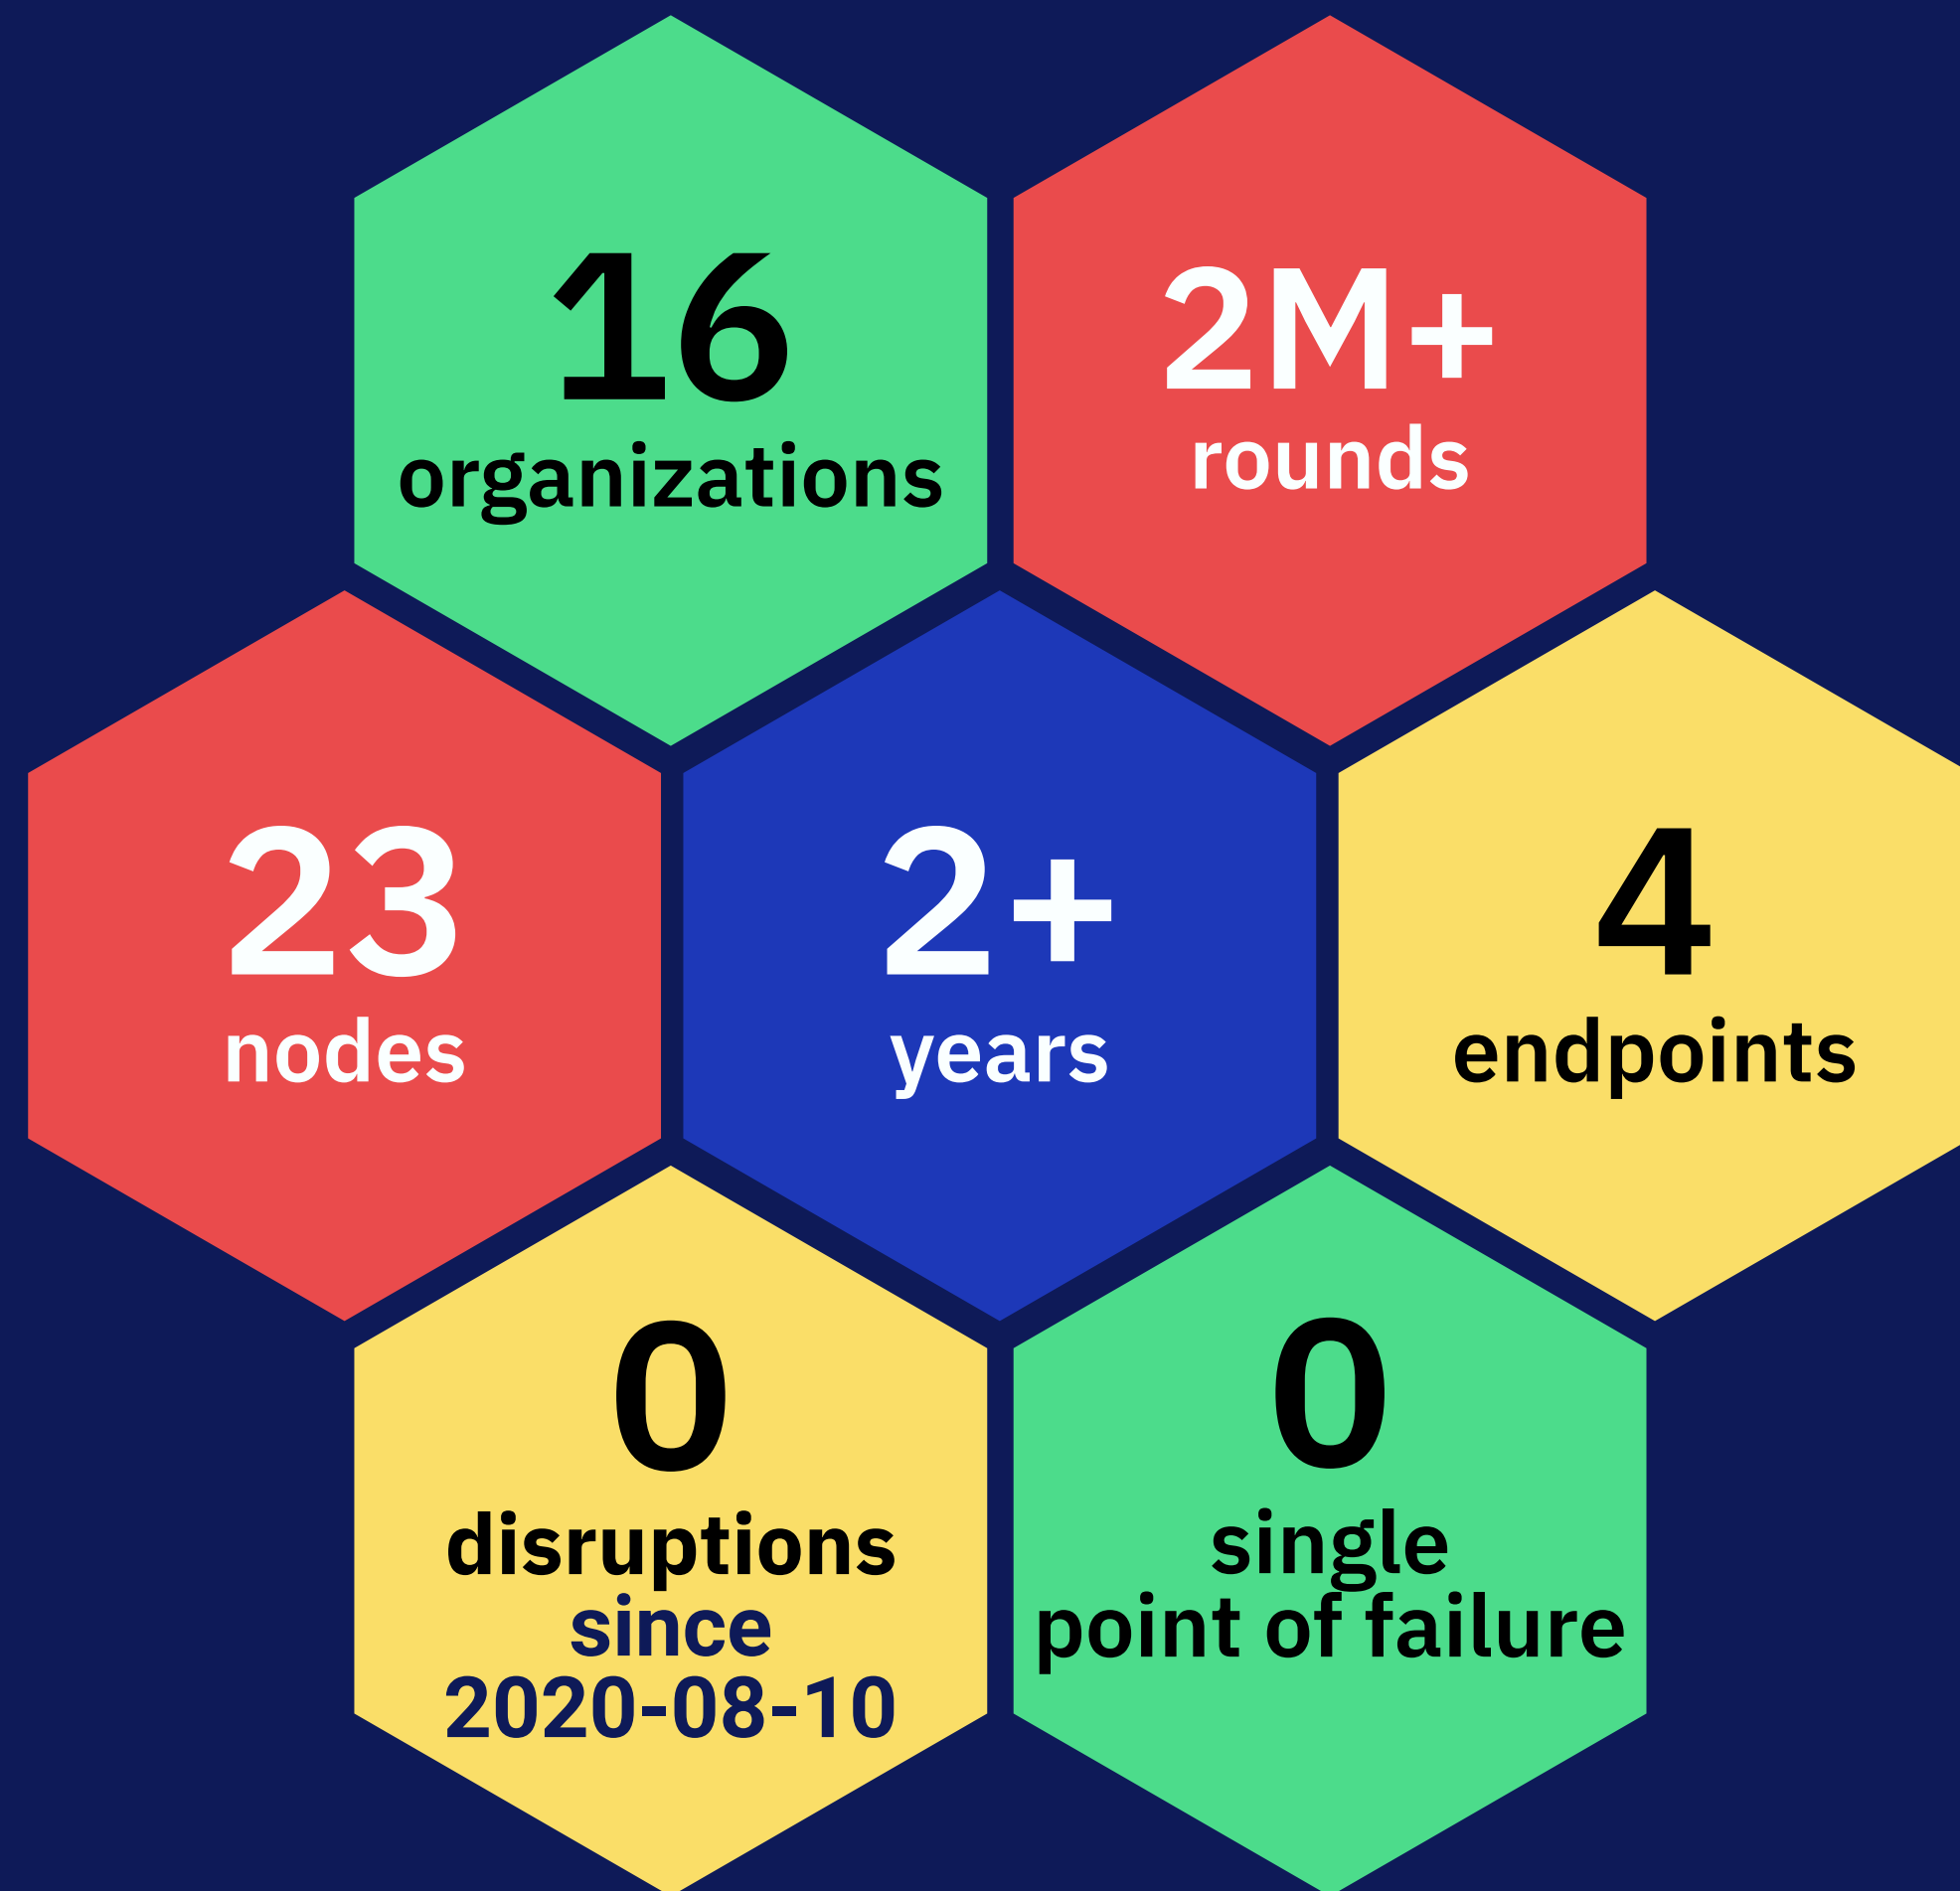 16
organizations
2M+
rounds
23
nodes
2+
years
4
endpoints
0
disruptions
since
2020-08-10
0
single
point of failure